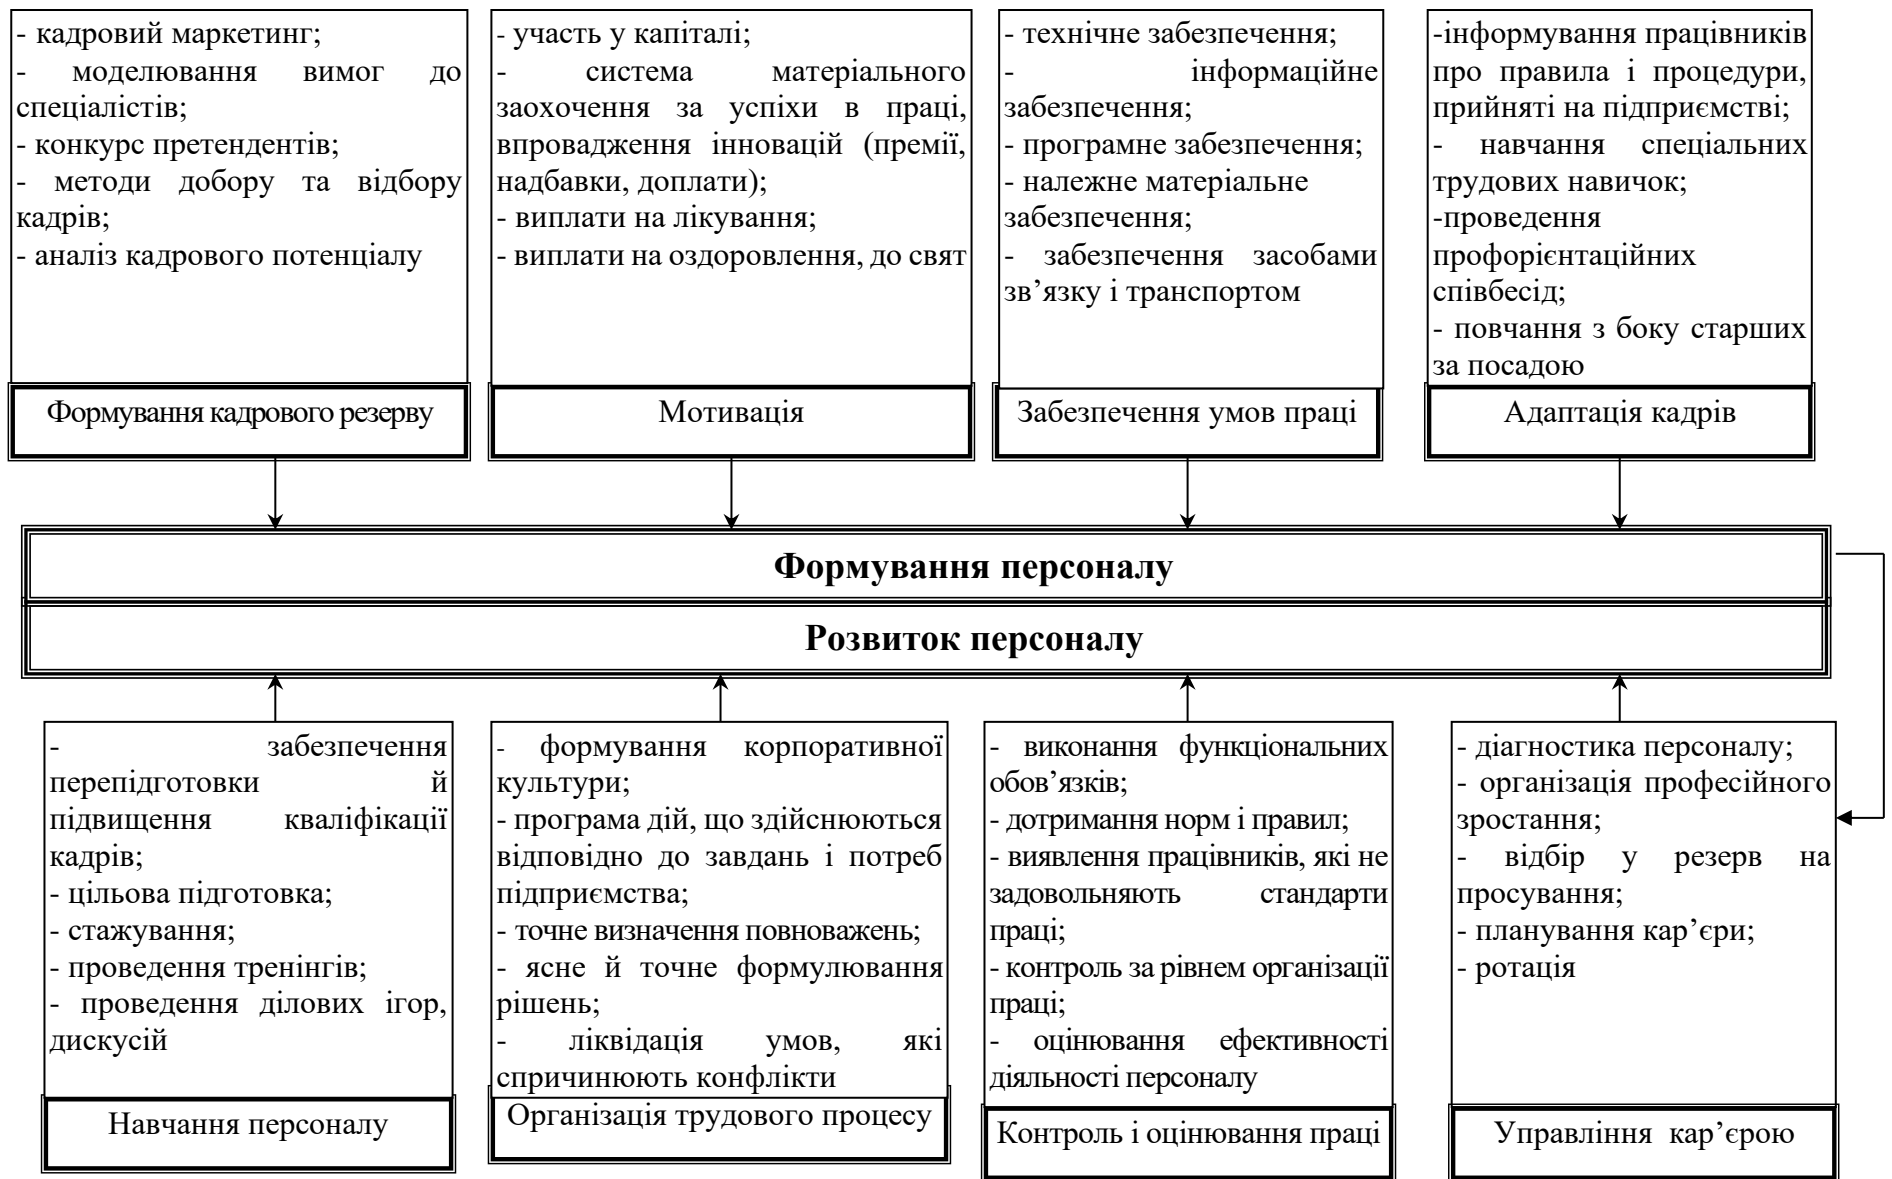 - кадровий маркетинг;
- моделювання вимог до
спеціалістів;
- конкурс претендентів;
- методи добору та відбору
кадрів;
- аналіз кадрового потенціалу
Формування кадрового резерву
- участь у капіталі;
- система матеріального
заохочення за успіхи в праці,
впровадження інновацій (премії,
надбавки, доплати);
- виплати на лікування;
- виплати на оздоровлення, до свят
Мотивація
- технічне забезпечення;
- інформаційне
забезпечення;
- програмне забезпечення;
- належне матеріальне
забезпечення;
- забезпечення засобами
зв’язку і транспортом
Забезпечення умов праці
-інформування працівників
про правила і процедури,
прийняті на підприємстві;
- навчання спеціальних
трудових навичок;
-проведення
профорієнтаційних
співбесід;
- повчання з боку старших
за посадою
Адаптація кадрів
Формування персоналу
Розвиток персоналу
- забезпечення
перепідготовки й
підвищення кваліфікації
кадрів;
- цільова підготовка;
- стажування;
- проведення тренінгів;
- проведення ділових ігор,
дискусій
Навчання персоналу
- формування корпоративної
культури;
- програма дій, що здійснюються
відповідно до завдань і потреб
підприємства;
- точне визначення повноважень;
- ясне й точне формулювання
рішень;
- ліквідація умов, які
спричинюють конфлікти
Організація трудового процесу
- виконання функціональних
обов’язків;
- дотримання норм і правил;
- виявлення працівників, які не
задовольняють стандарти
праці;
- контроль за рівнем організації
праці;
- оцінювання ефективності
діяльності персоналу
Контроль і оцінювання праці
- діагностика персоналу;
- організація професійного
зростання;
- відбір у резерв на
просування;
- планування кар’єри;
- ротація
Управління кар’єрою